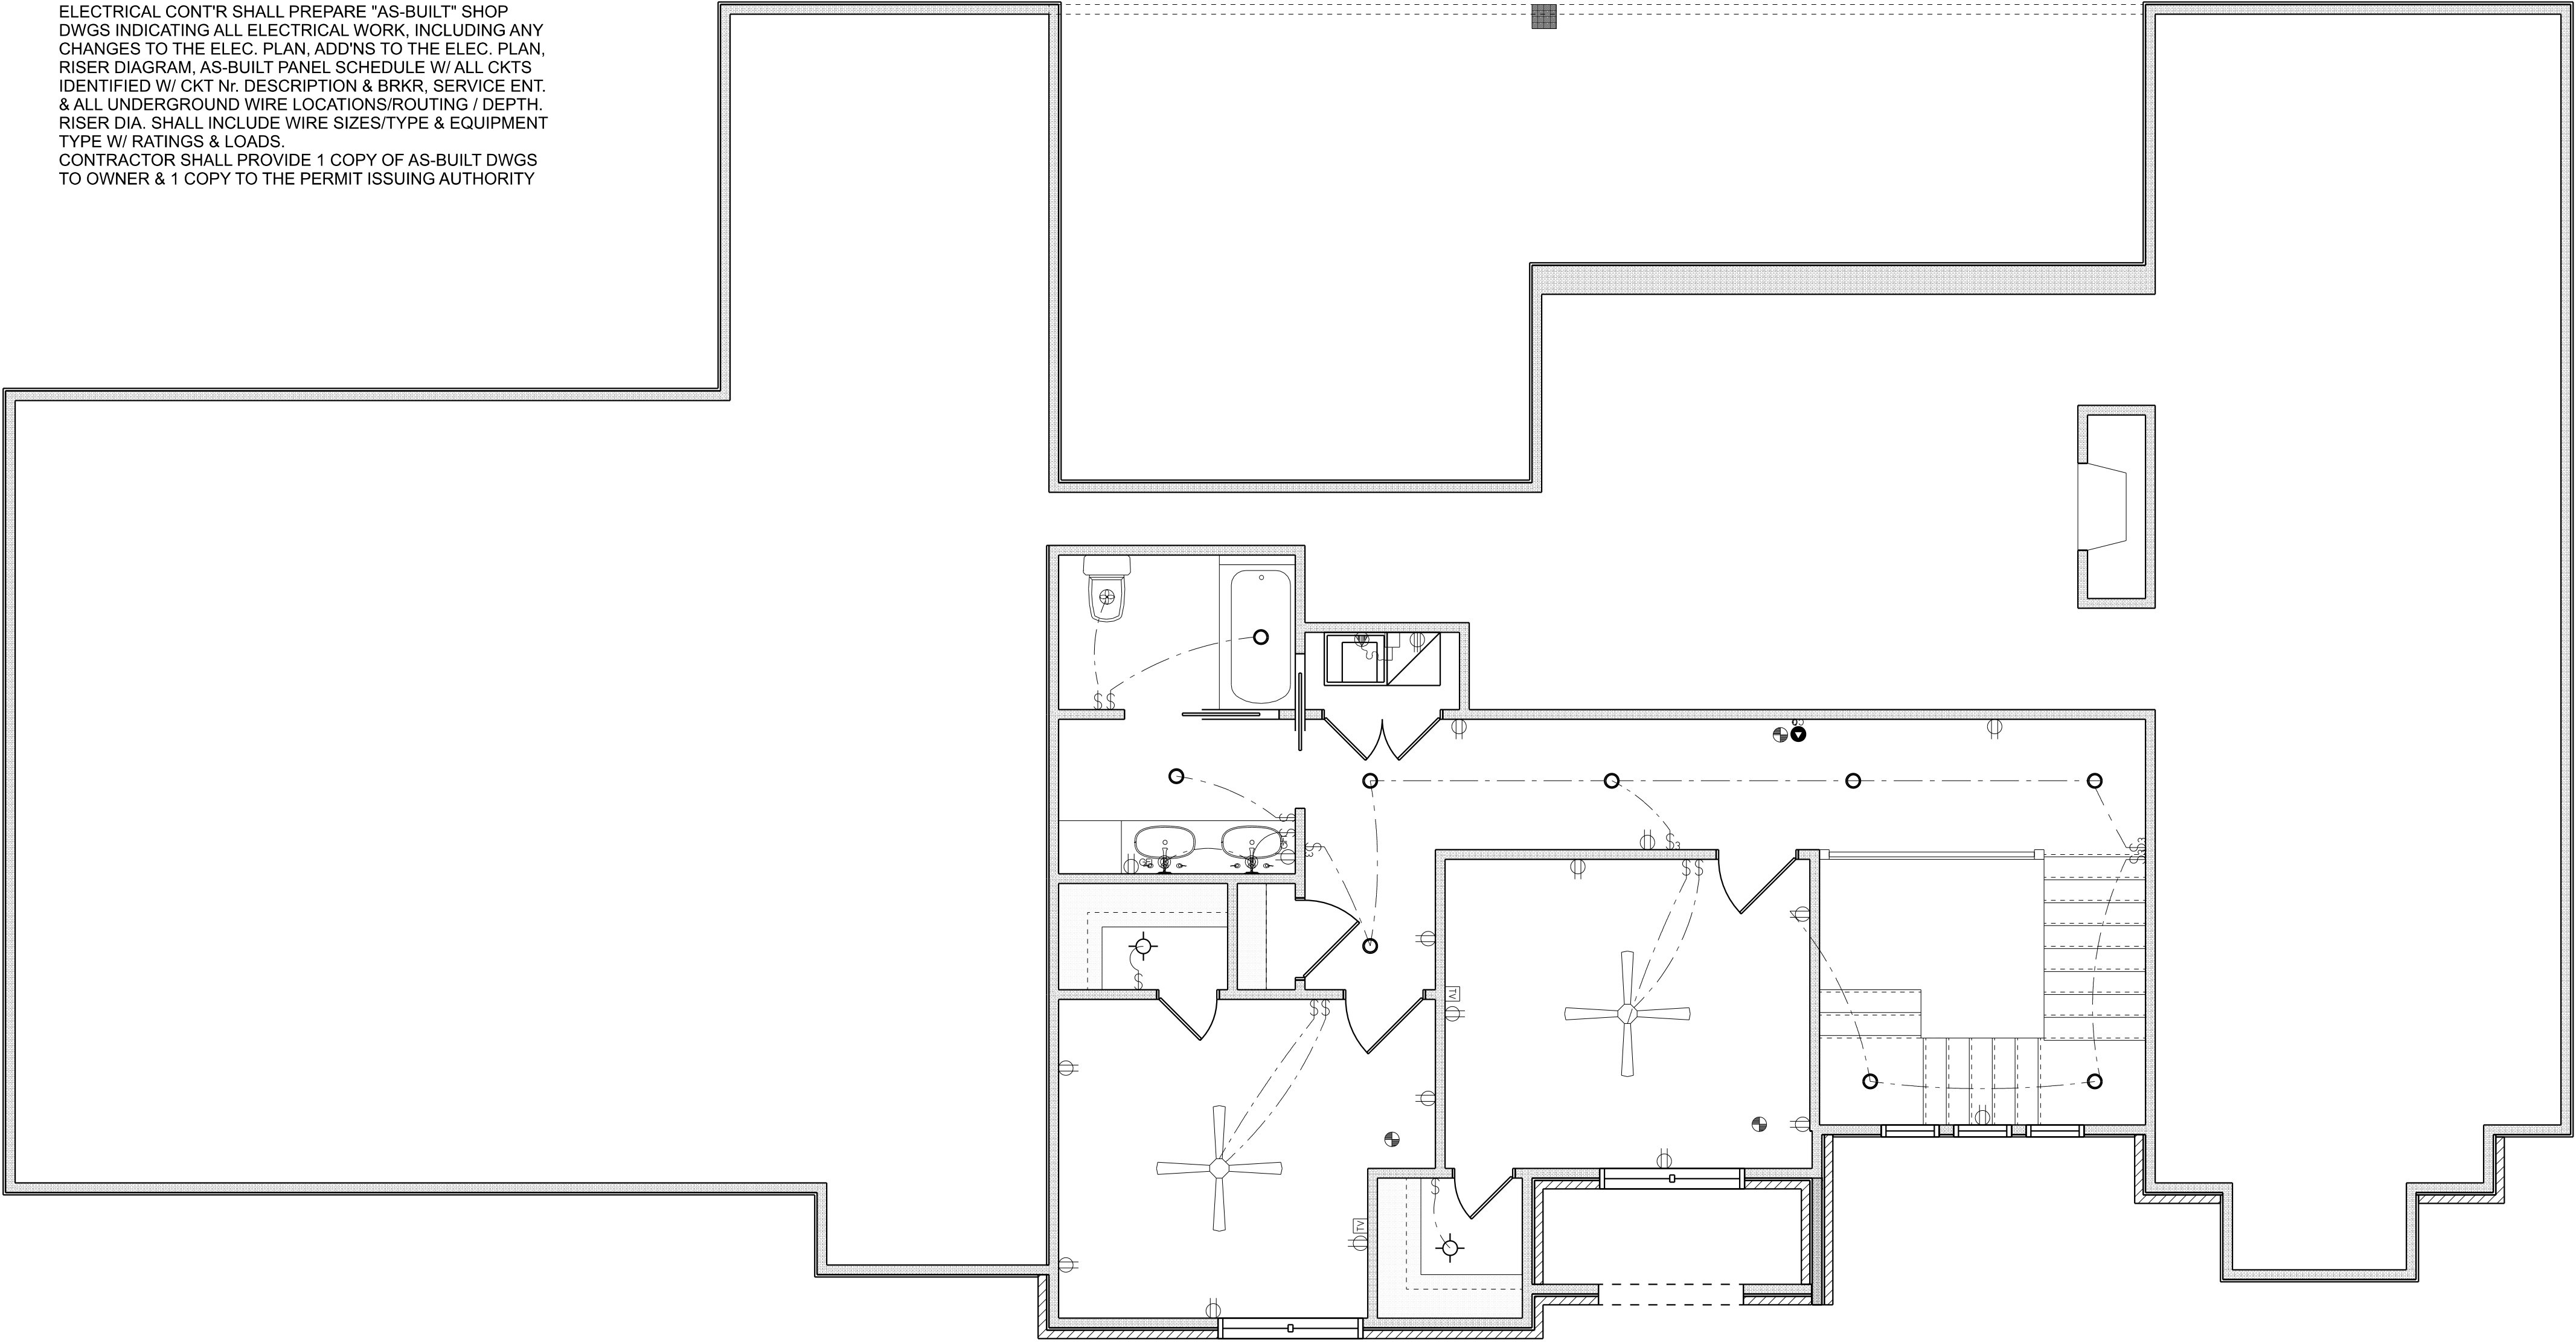 ELECTRICAL CONT'R SHALL PREPARE "AS-BUILT" SHOP
DWGS INDICATING ALL ELECTRICAL WORK, INCLUDING ANY
CHANGES TO THE ELEC. PLAN, ADD'NS TO THE ELEC. PLAN,
RISER DIAGRAM, AS-BUILT PANEL SCHEDULE W/ ALL CKTS
IDENTIFIED W/ CKT Nr. DESCRIPTION & BRKR, SERVICE ENT.
& ALL UNDERGROUND WIRE LOCATIONS/ROUTING / DEPTH.
RISER DIA. SHALL INCLUDE WIRE SIZES/TYPE & EQUIPMENT
TYPE W/ RATINGS & LOADS.
CONTRACTOR SHALL PROVIDE 1 COPY OF AS-BUILT DWGS
TO OWNER & 1 COPY TO THE PERMIT ISSUING AUTHORITY
$$
$
$
$3
$3
$3
$
$$
$
$$
TV
TV
$